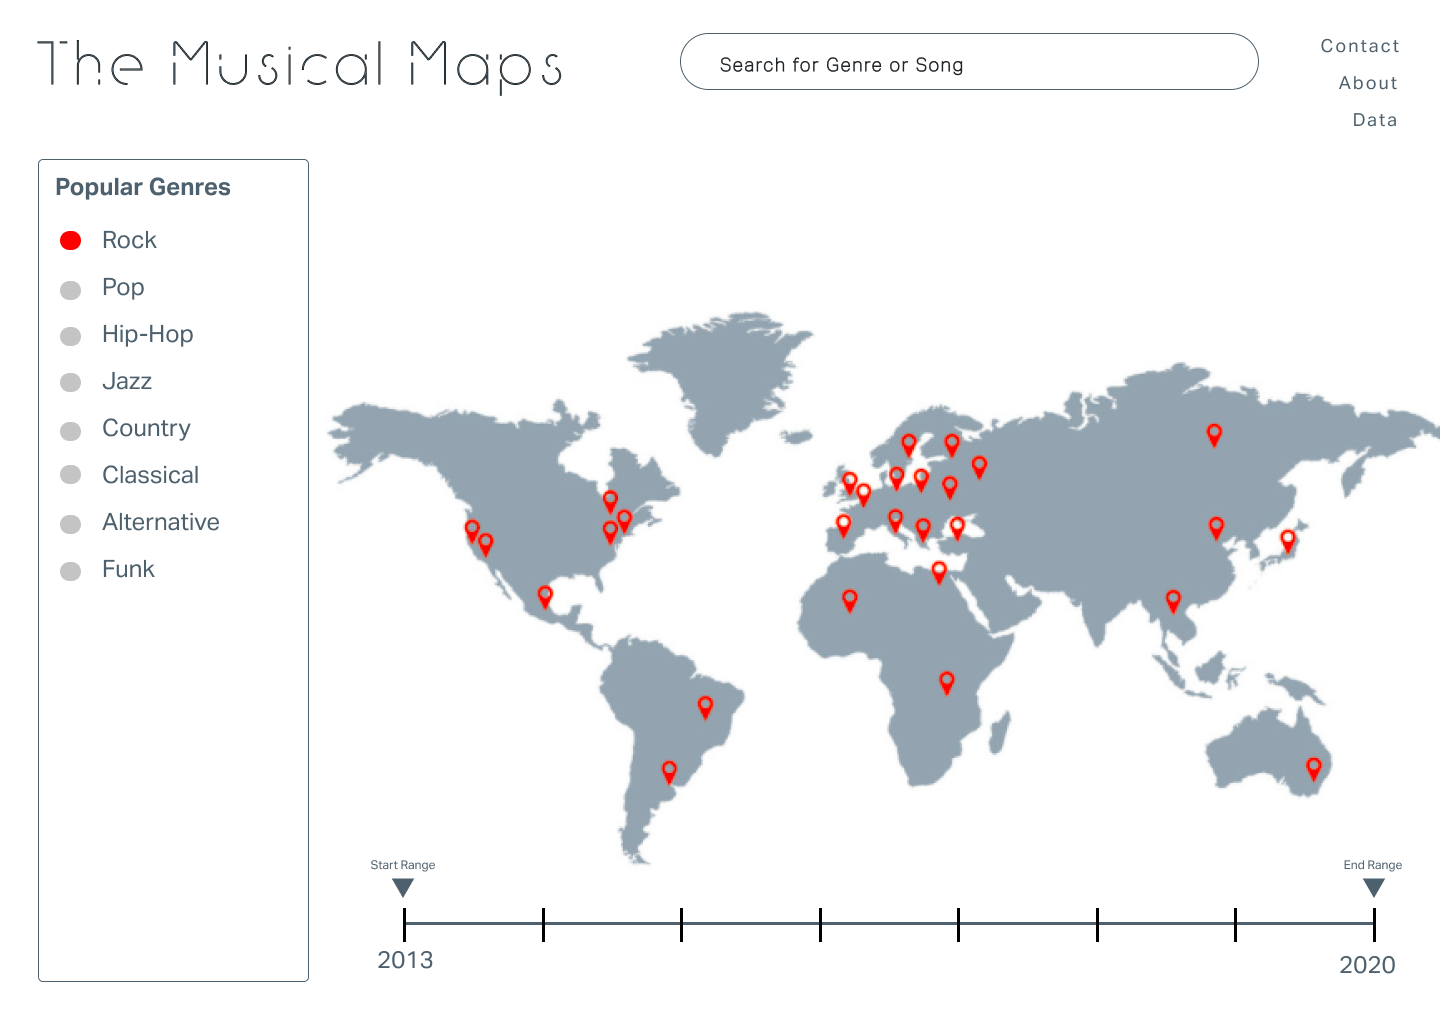 The Musical Maps
Search for Genre or Song
Contact
About
Data
Popular Genres
Rock
Pop
Hip-Hop
Jazz
Country
Classical
Alternative
Funk
Start Range
End Range
2013
2020